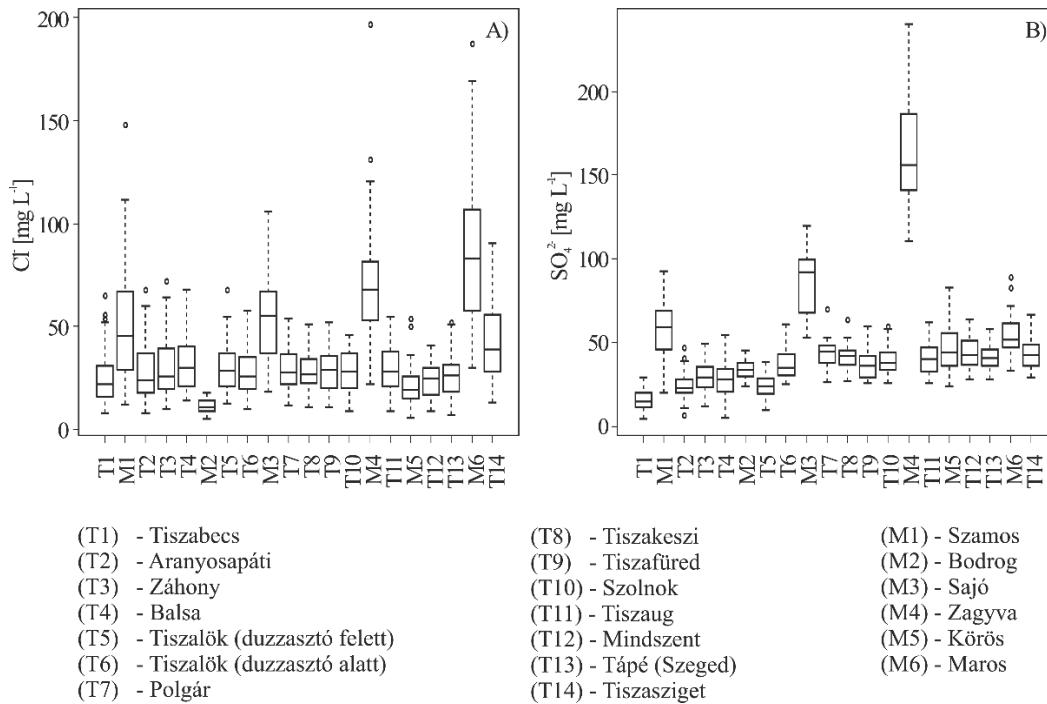 A)
Cl⁻ [mg L⁻¹]
200
150
100
50
0
T1 M1 T2 T3 T4 M2 T5 T6 M3 T7 T8 T9 T10 M4 T11 M5 T12 T13 M6 T14
B)
SO₄²⁻ [mg L⁻¹]
200
150
100
50
0
T1 M1 T2 T3 T4 M2 T5 T6 M3 T7 T8 T9 T10 M4 T11 M5 T12 T13 M6 T14
(T1) - Tiszabecs
(T2) - Aranyosapáti
(T3) - Záhony
(T4) - Balsa
(T5) - Tiszalök (duzzasztó felett)
(T6) - Tiszalök (duzzasztó alatt)
(T7) - Polgár
(T8) - Tiszakeszi
(T9) - Tiszafüred
(T10) - Szolnok
(T11) - Tiszaug
(T12) - Mindszent
(T13) - Tápé (Szeged)
(T14) - Tiszasziget
(M1) - Szamos
(M2) - Bodrog
(M3) - Sajó
(M4) - Zagyva
(M5) - Körös
(M6) - Maros